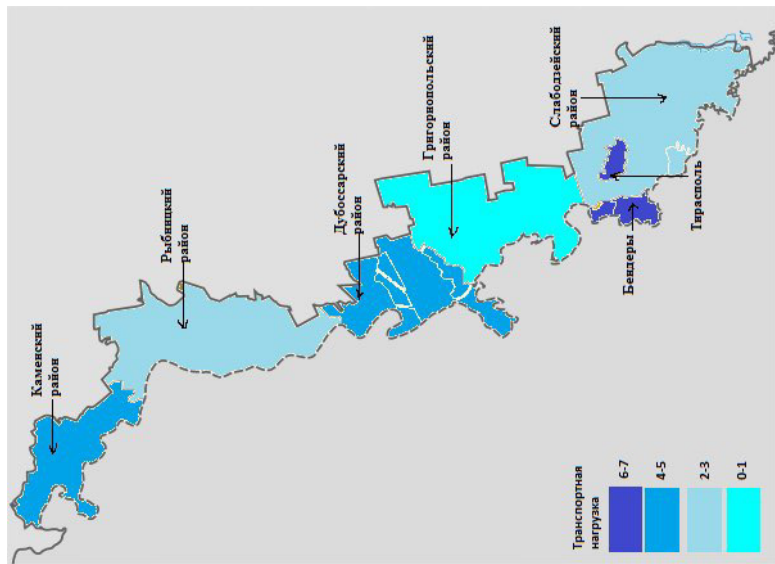 Каменский
район
Рыбницкий
район
Дубоссарский
район
Григориопольский
район
Слабодзейский
район
Тирасполь
Бендеры
Транспортная
нагрузка
6-7
4-5
2-3
0-1